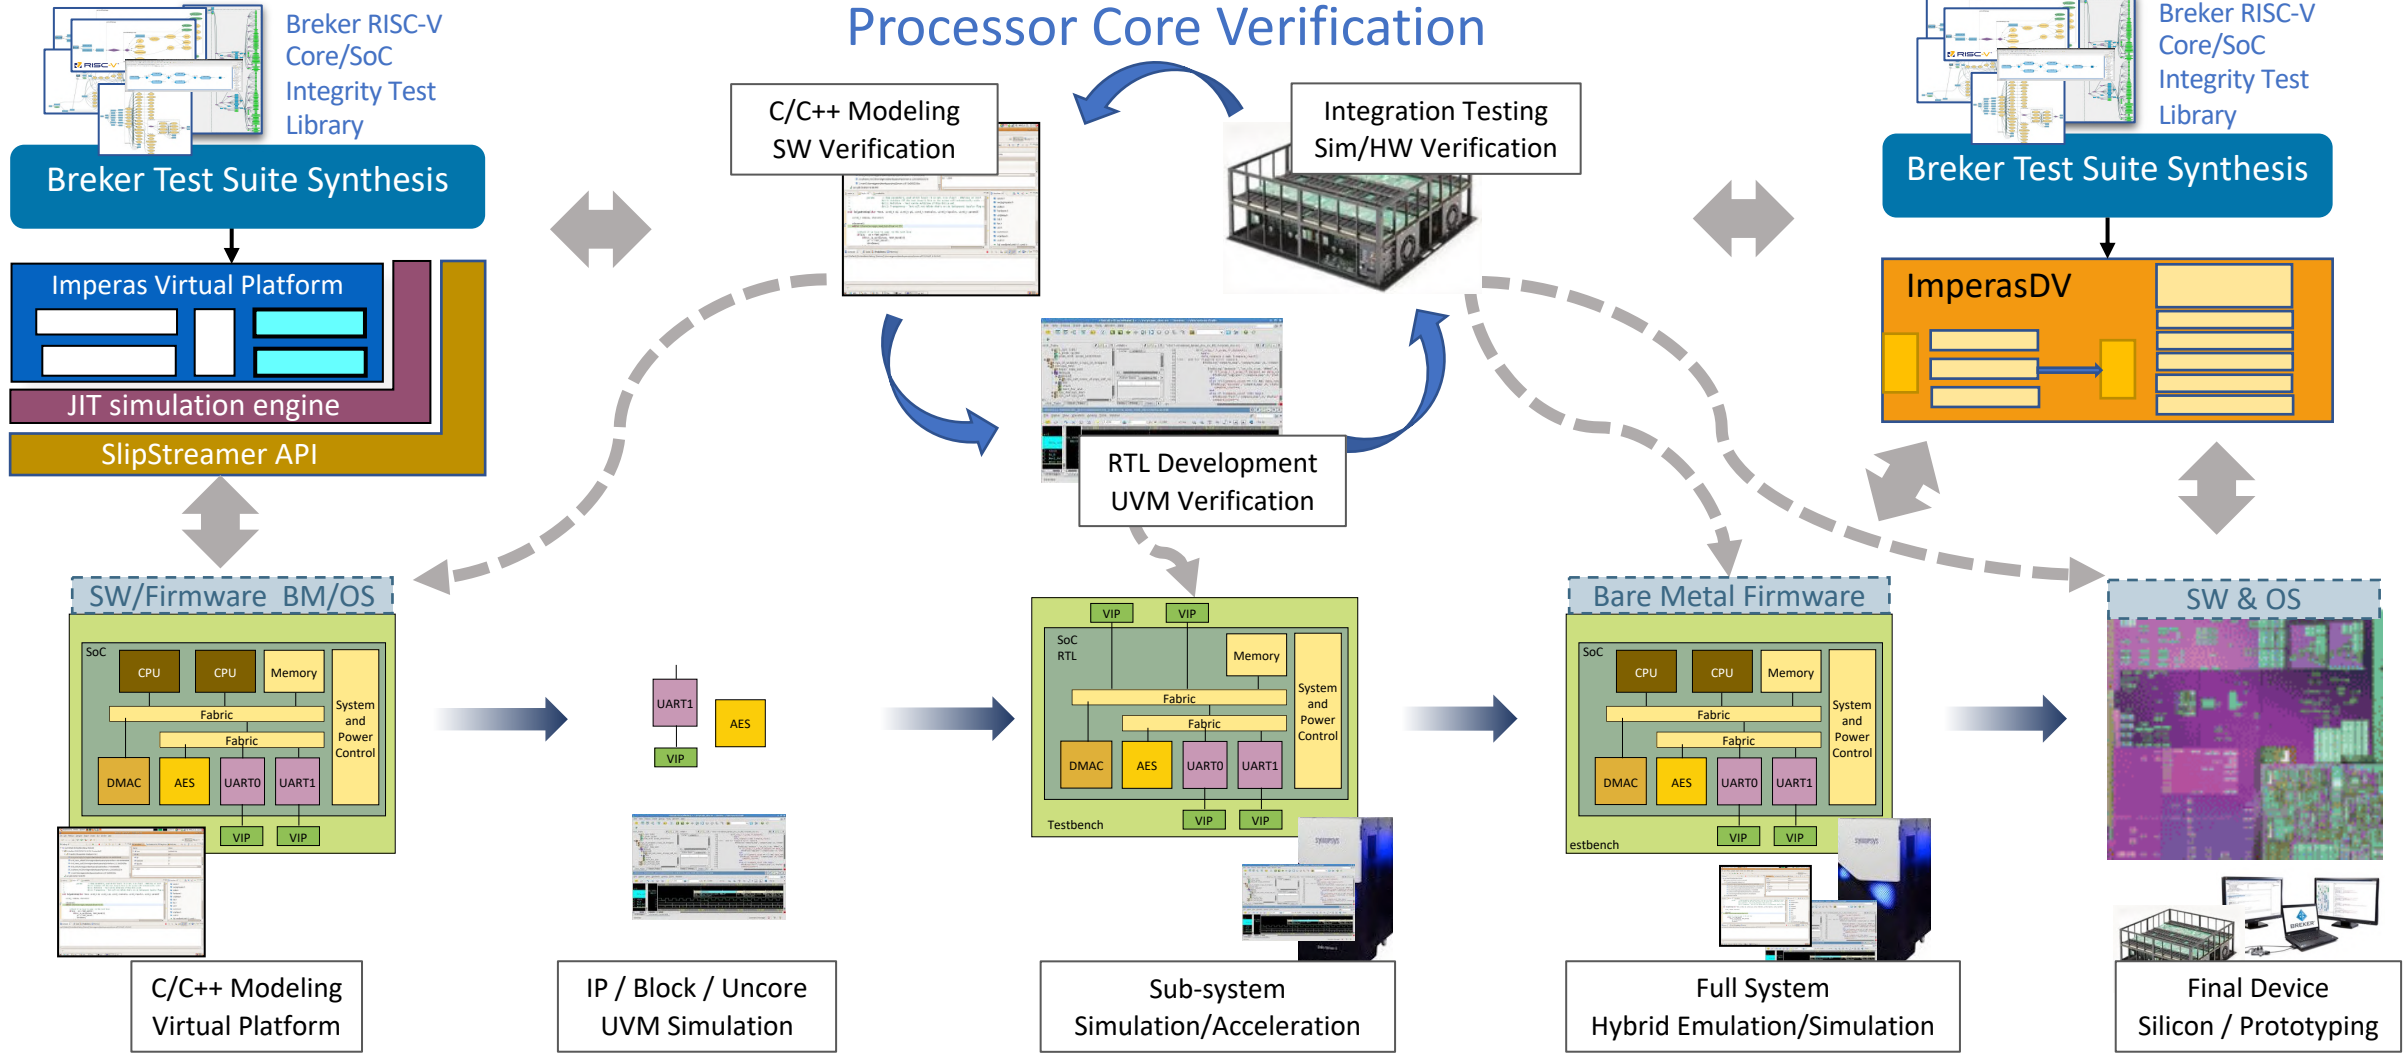 Processor Core Verification
Breker RISC-V
Core/SoC
Integrity Test
Library
RISC-V
Breker Test Suite Synthesis
Imperas Virtual Platform
JIT simulation engine
SlipStreamer API
C/C++ Modeling
SW Verification
Integration Testing
Sim/HW Verification
RTL Development
UVM Verification
Breker RISC-V
Core/SoC
Integrity Test
Library
RISC-V
Breker Test Suite Synthesis
ImperasDV
SW/Firmware BM/OS
SoC
CPU
CPU
Memory
System
and
Power
Control
Fabric
Fabric
DMAC
AES
UART0
UART1
VIP
VIP
C/C++ Modeling
Virtual Platform
UART1
AES
VIP
IP / Block / Uncore
UVM Simulation
VIP
VIP
SoC
RTL
Memory
System
and
Power
Control
Fabric
Fabric
DMAC
AES
UART0
UART1
Testbench
VIP
VIP
SYNOPSYS
Sub-system
Simulation/Acceleration
Bare Metal Firmware
SoC
CPU
CPU
Memory
System
and
Power
Control
Fabric
Fabric
DMAC
AES
UART0
UART1
estbench
VIP
VIP
SYNOPSYS
Full System
Hybrid Emulation/Simulation
SW & OS
BREKER
Final Device
Silicon / Prototyping